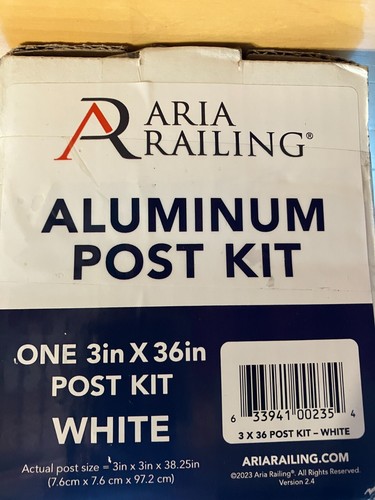 ARIA
RAILING®
ALUMINUM
POST KIT
ONE 3in X 36in
POST KIT
WHITE
Actual post size = 3in x 3in x 38.25in
(7.6cm x 7.6 cm x 97.2 cm)
6 33941 00235 4
3 X 36 POST KIT – WHITE
ARIARAILING.COM
©2023 Aria Railing®. All Rights Reserved
Version 2.4